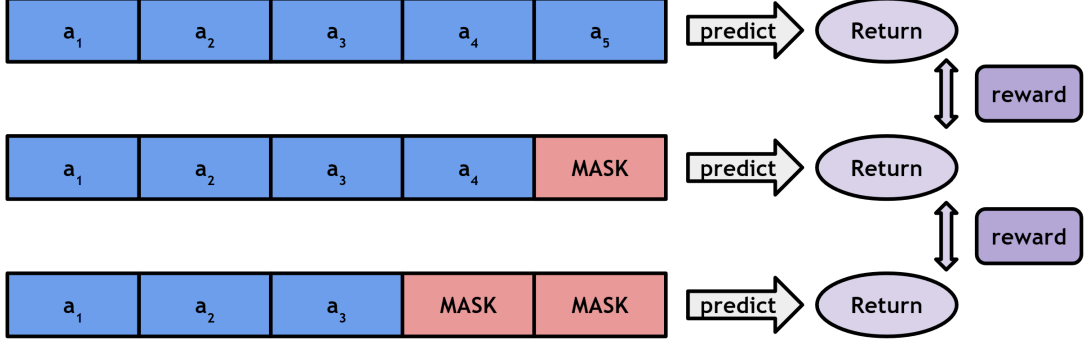 a₁ a₂ a₃ a₄ a₅ predict Return
reward
a₁ a₂ a₃ a₄ MASK predict Return
reward
a₁ a₂ a₃ MASK MASK predict Return